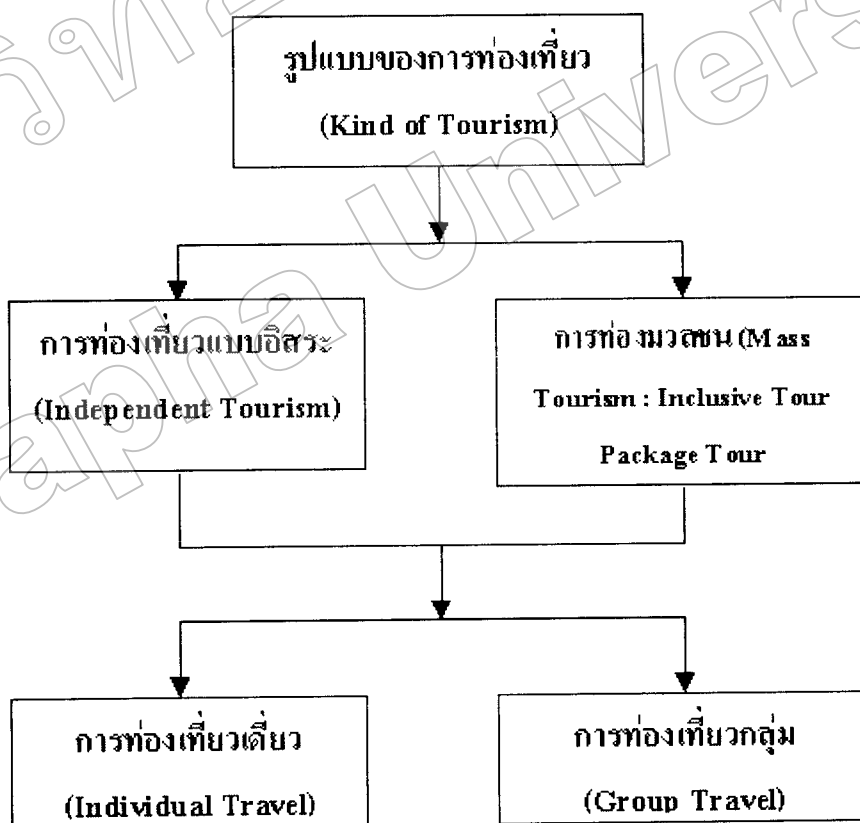 รูปแบบของการท่องเที่ยว
(Kind of Tourism)
การท่องเที่ยวแบบอิสระ
(Independent Tourism)
การท่องมวลชน (Mass
Tourism : Inclusive Tour
Package Tour
การท่องเที่ยวเดี่ยว
(Individual Travel)
การท่องเที่ยวกลุ่ม
(Group Travel)